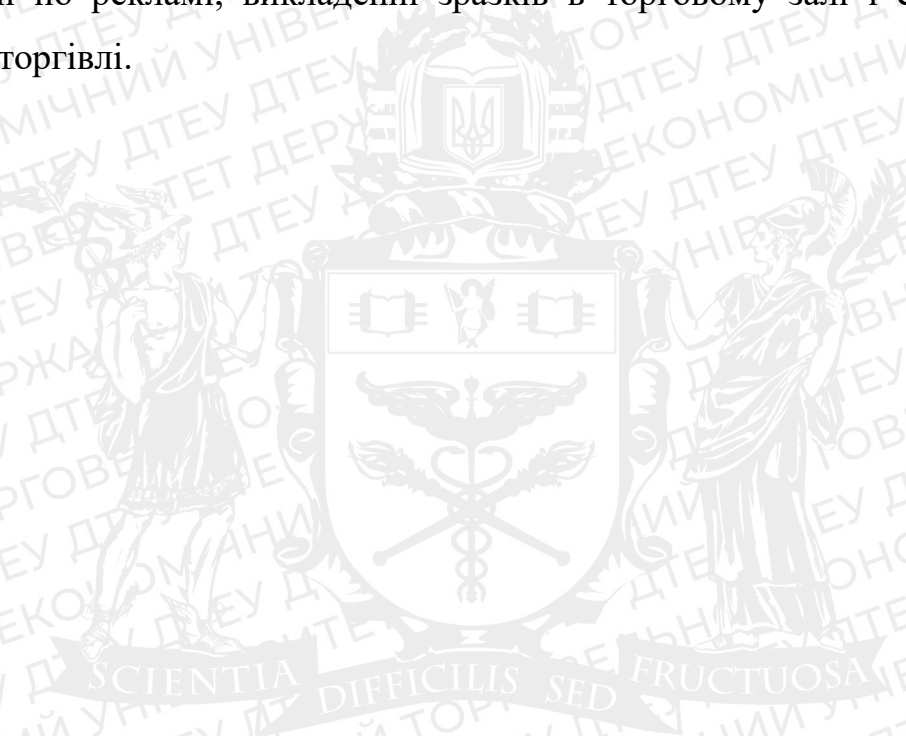 по рекламі, викладенні зразків в торговому залі і
торгівлі.
SCIENTIA DIFFICILIS SED FRUCTUOSA